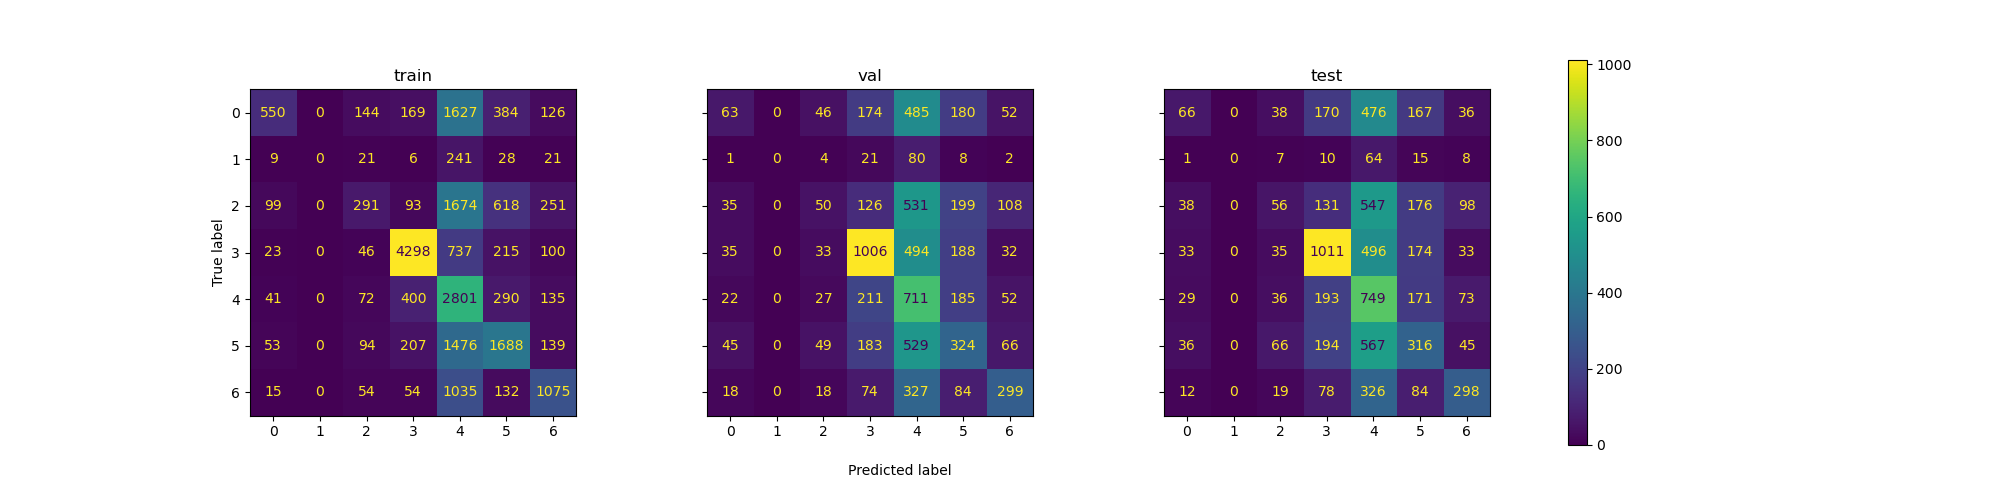 train
val
test
0 550 0 144 169 1627 384 126
1 9 0 21 6 241 28 21
2 99 0 291 93 1674 618 251
3 23 0 46 4298 737 215 100
4 41 0 72 400 2801 290 135
5 53 0 94 207 1476 1688 139
6 15 0 54 54 1035 132 1075
0 1 2 3 4 5 6
True label
63 0 46 174 485 180 52
1 0 4 21 80 8 2
35 0 50 126 531 199 108
35 0 33 1006 494 188 32
22 0 27 211 711 185 52
45 0 49 183 529 324 66
18 0 18 74 327 84 299
0 1 2 3 4 5 6
Predicted label
66 0 38 170 476 167 36
1 0 7 10 64 15 8
38 0 56 131 547 176 98
33 0 35 1011 496 174 33
29 0 36 193 749 171 73
36 0 66 194 567 316 45
12 0 19 78 326 84 298
0 1 2 3 4 5 6
1000
800
600
400
200
0